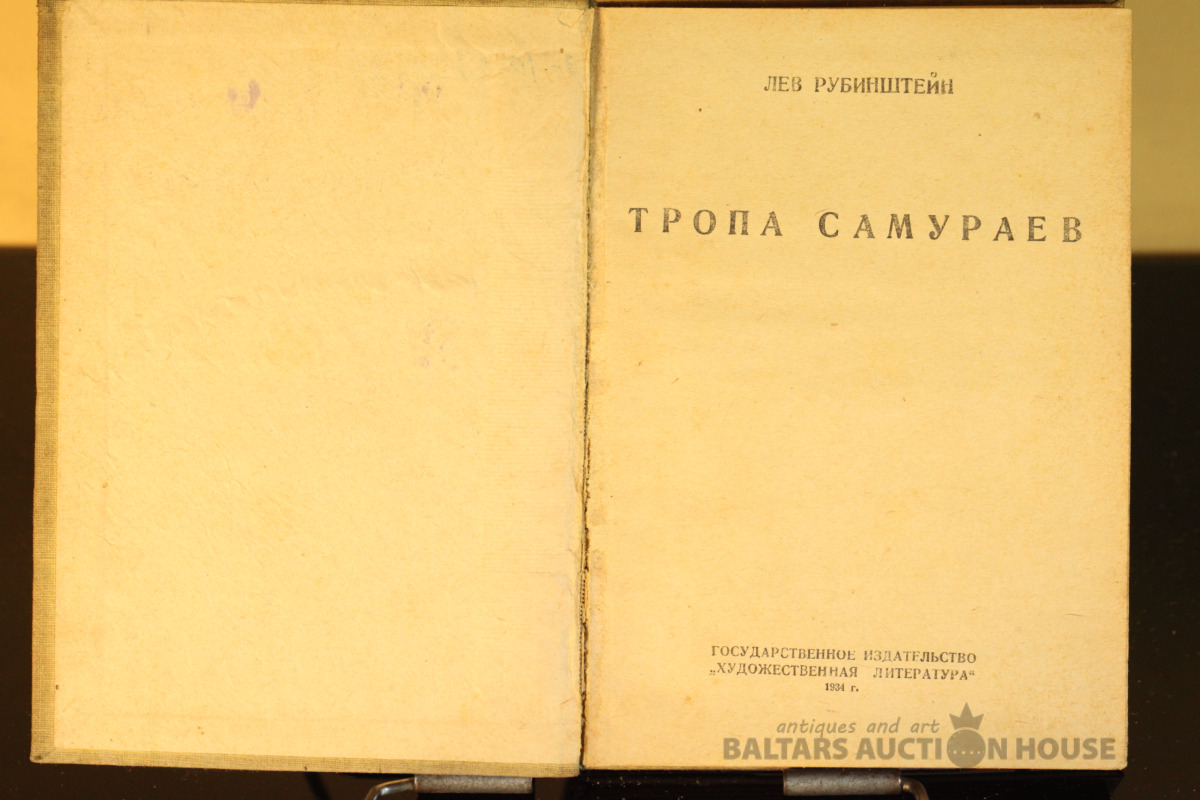 ЛЕВ РУБИНШТЕЙН
ТРОПА САМУРАЕВ
ГОСУДАРСТВЕННОЕ ИЗДАТЕЛЬСТВО
„ХУДОЖЕСТВЕННАЯ ЛИТЕРАТУРА“
1934 г.
antiques and art
BALTARS AUCTION HOUSE